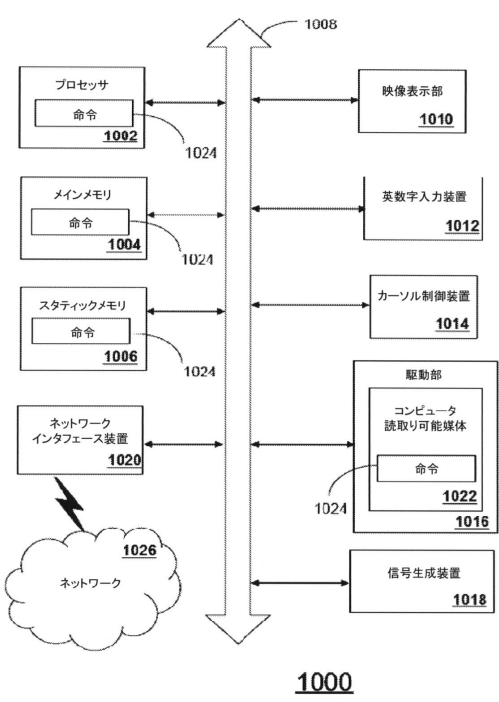 1008
プロセッサ
命令
1002
1024
メインメモリ
命令
1004
1024
スタティックメモリ
命令
1006
1024
ネットワーク
インタフェース装置
1020
1026
ネットワーク
映像表示部
1010
英数字入力装置
1012
カーソル制御装置
1014
駆動部
コンピュータ
読取り可能媒体
命令
1024
1022
1016
信号生成装置
1018
1000